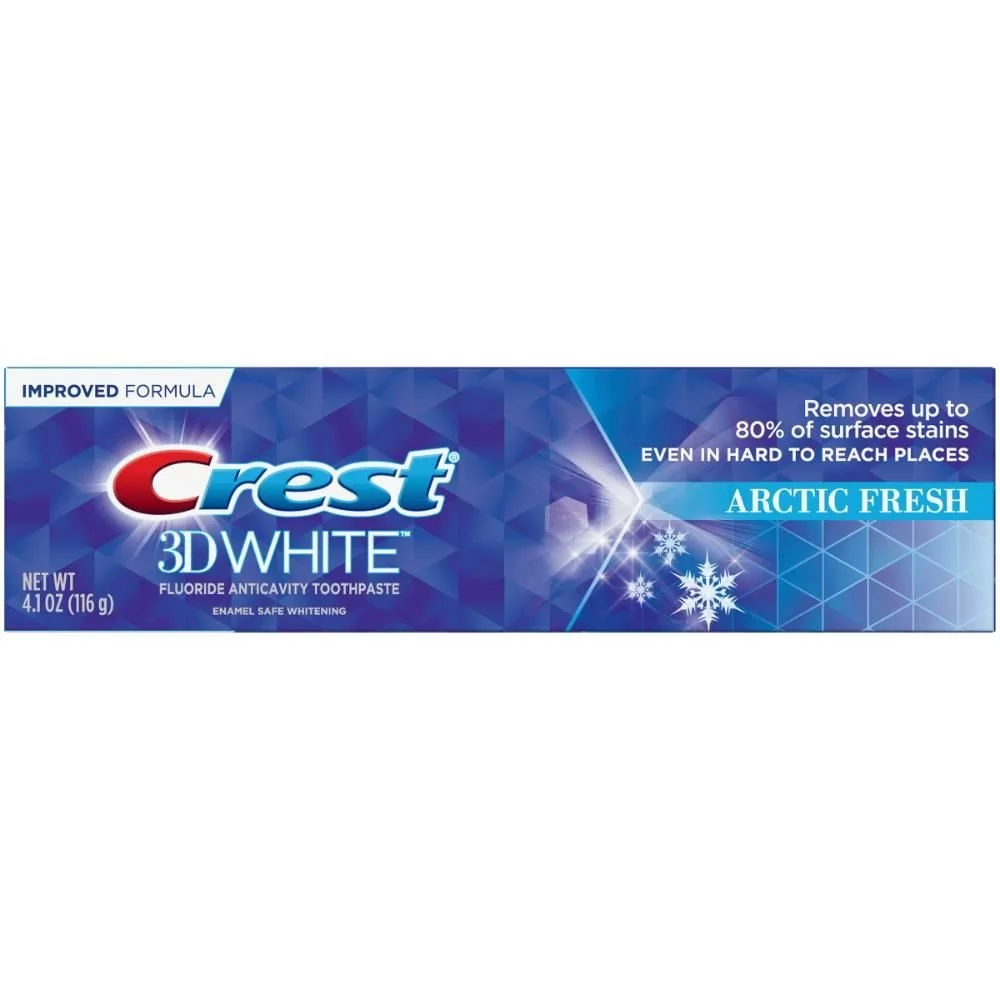 IMPROVED FORMULA
Crest®
3D WHITE™
FLUORIDE ANTICAVITY TOOTHPASTE
ENAMEL SAFE WHITENING
NET WT
4.1 OZ (116 g)
Removes up to
80% of surface stains
EVEN IN HARD TO REACH PLACES
ARCTIC FRESH